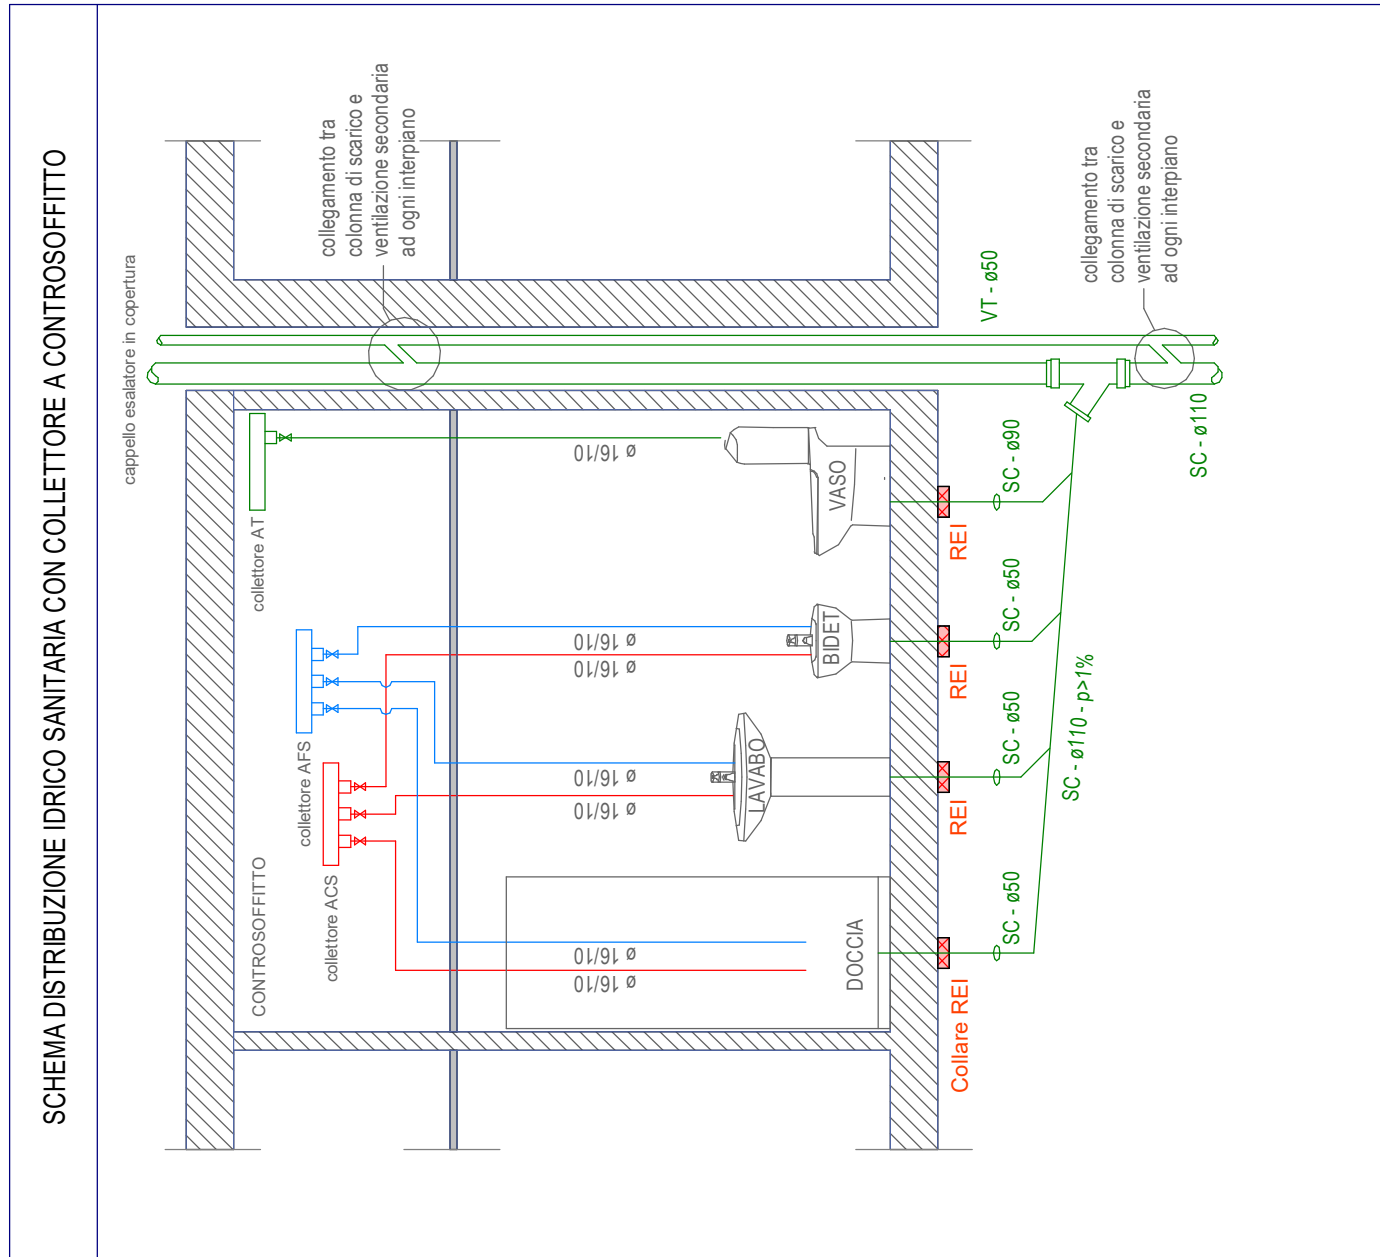 SCHEMA DISTRIBUZIONE IDRICO SANITARIA CON COLLETTORE A CONTROSOFFITTO
cappello esalatore in copertura
collegamento tra
colonna di scarico e
ventilazione secondaria
ad ogni interpiano
CONTROSOFFITTO
collettore ACS
collettore AFS
collettore AT
ø 16/10
ø 16/10
ø 16/10
ø 16/10
ø 16/10
ø 16/10
ø 16/10
DOCCIA
LAVABO
BIDET
VASO
Collare REI
REI
REI
REI
SC - ø50
SC - ø50
SC - ø50
SC - ø90
VT - ø50
SC - ø110 - p>1%
SC - ø110
collegamento tra
colonna di scarico e
ventilazione secondaria
ad ogni interpiano